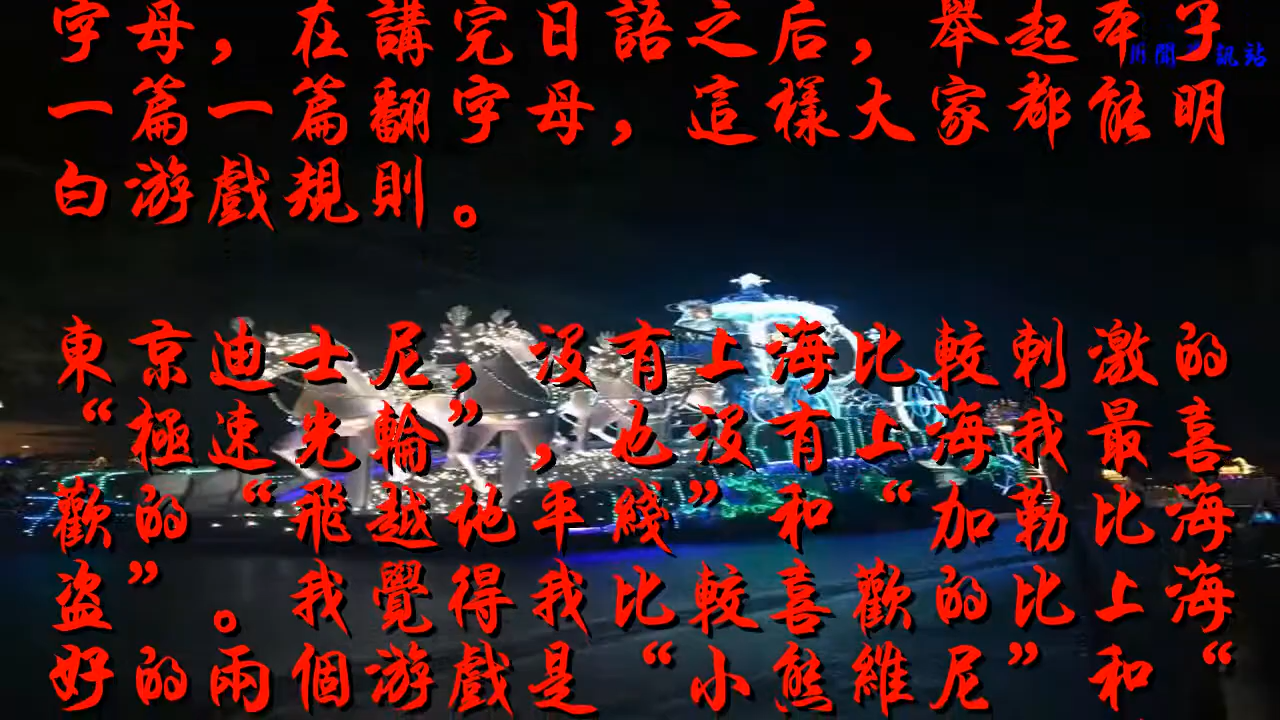 字母，在講完日語之后，舉起本子
一篇一篇翻字母，這樣大家都能明
白游戲規則。
東京迪士尼，沒有上海比較刺激的
“極速光輪”，也沒有上海我最喜
歡的“飛越地平綫”和“加勒比海
盜”。我覺得我比較喜歡的比上海
好的兩個游戲是“小熊維尼”和“
聞 訊站